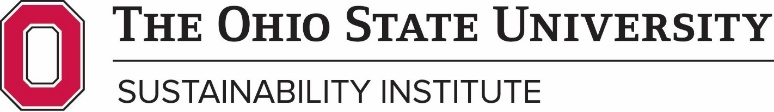 THE OHIO STATE UNIVERSITY
SUSTAINABILITY INSTITUTE